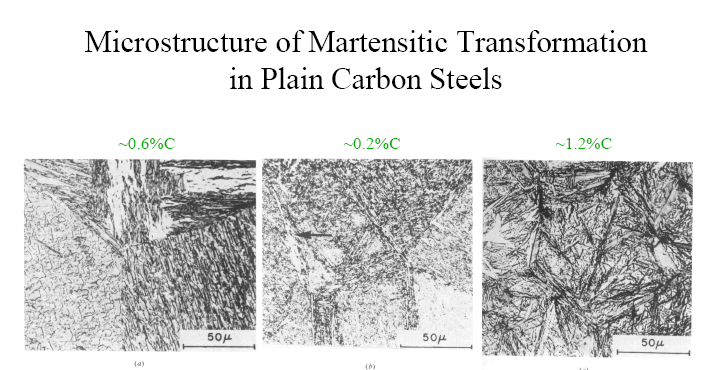 Microstructure of Martensitic Transformation
in Plain Carbon Steels
~0.6%C
~0.2%C
~1.2%C
50μ
50μ
50μ
(a)
(b)